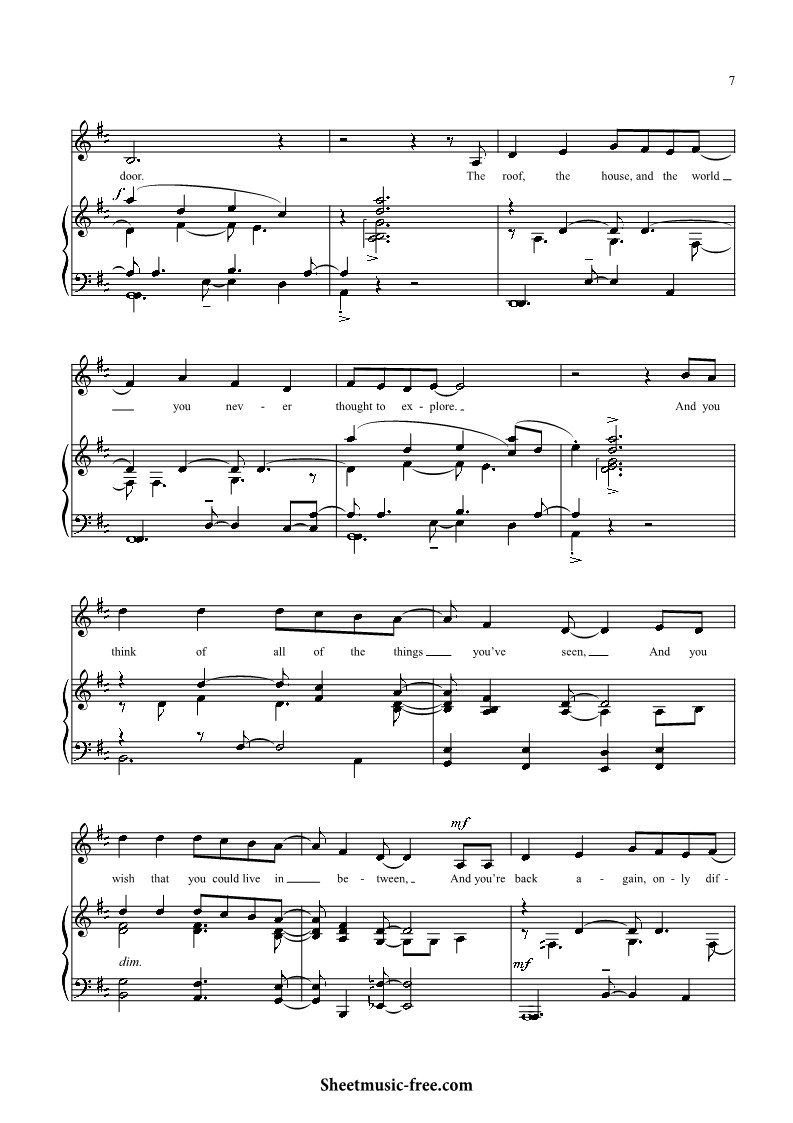 7
door. The roof, the house, and the world
f
you nev - er thought to ex - plore. And you
think of all of the things you've seen, And you
mf
wish that you could live in be - tween, And you're back a - gain, on - ly dif -
dim.
mf
Sheetmusic-free.com